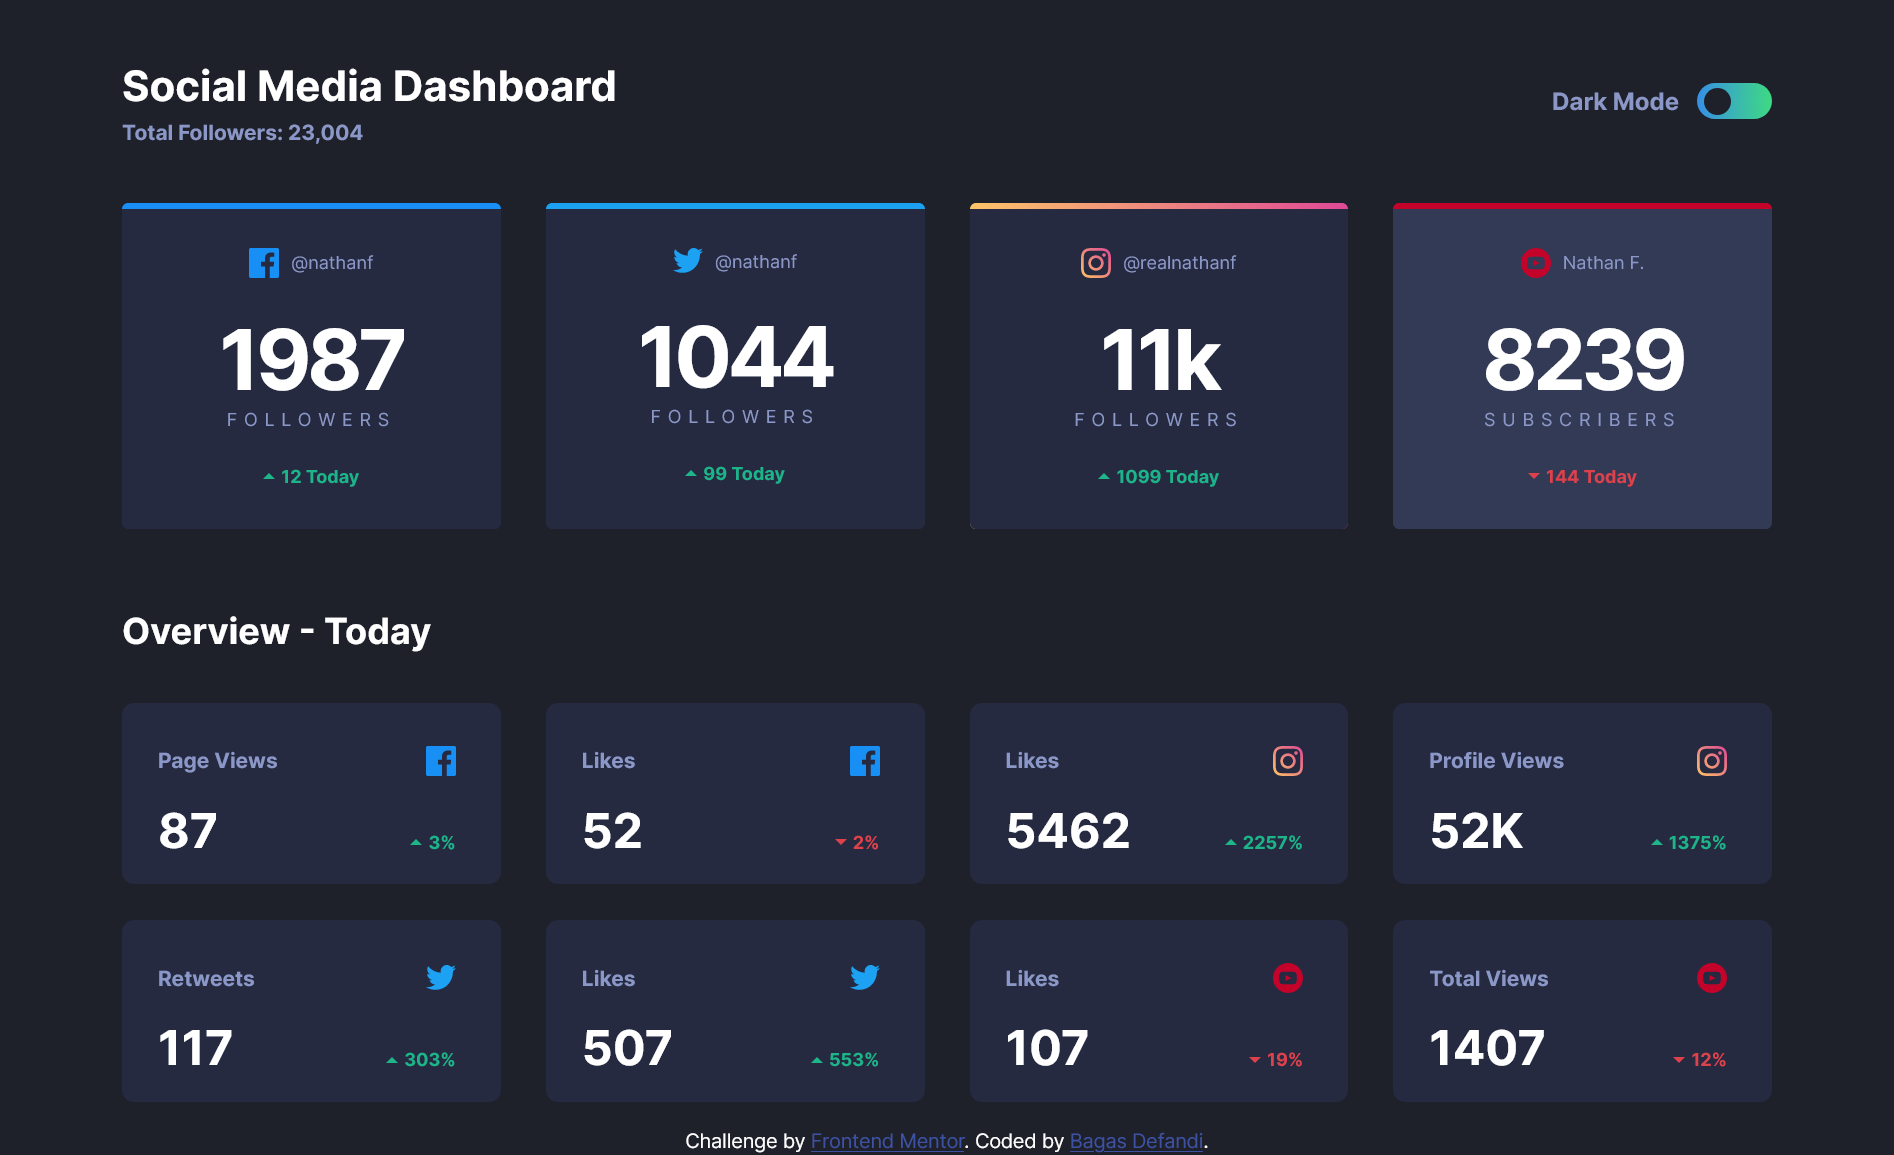 Social Media Dashboard
Total Followers: 23,004
Dark Mode
@nathanf
1987
FOLLOWERS
12 Today
@nathanf
1044
FOLLOWERS
99 Today
@realnathanf
11k
FOLLOWERS
1099 Today
Nathan F.
8239
SUBSCRIBERS
144 Today
Overview - Today
Page Views
87
3%
Likes
52
2%
Likes
5462
2257%
Profile Views
52K
1375%
Retweets
117
303%
Likes
507
553%
Likes
107
19%
Total Views
1407
12%
Challenge by Frontend Mentor. Coded by Bagas Defandi.